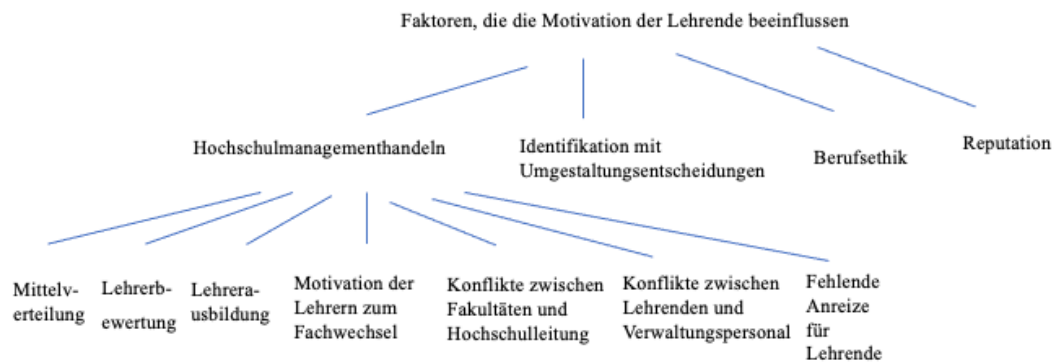 Faktoren, die die Motivation der Lehrende beeinflussen
Hochschulmanagementhandeln
Identifikation mit
Umgestaltungsentscheidungen
Berufsethik
Reputation
Mittelv-
erteilung
Lehrerb-
ewertung
Lehrera-
usbildung
Motivation der
Lehrern zum
Fachwechsel
Konflikte zwischen
Fakultäten und
Hochschulleitung
Konflikte zwischen
Lehrenden und
Verwaltungspersonal
Fehlende
Anreize
für
Lehrende